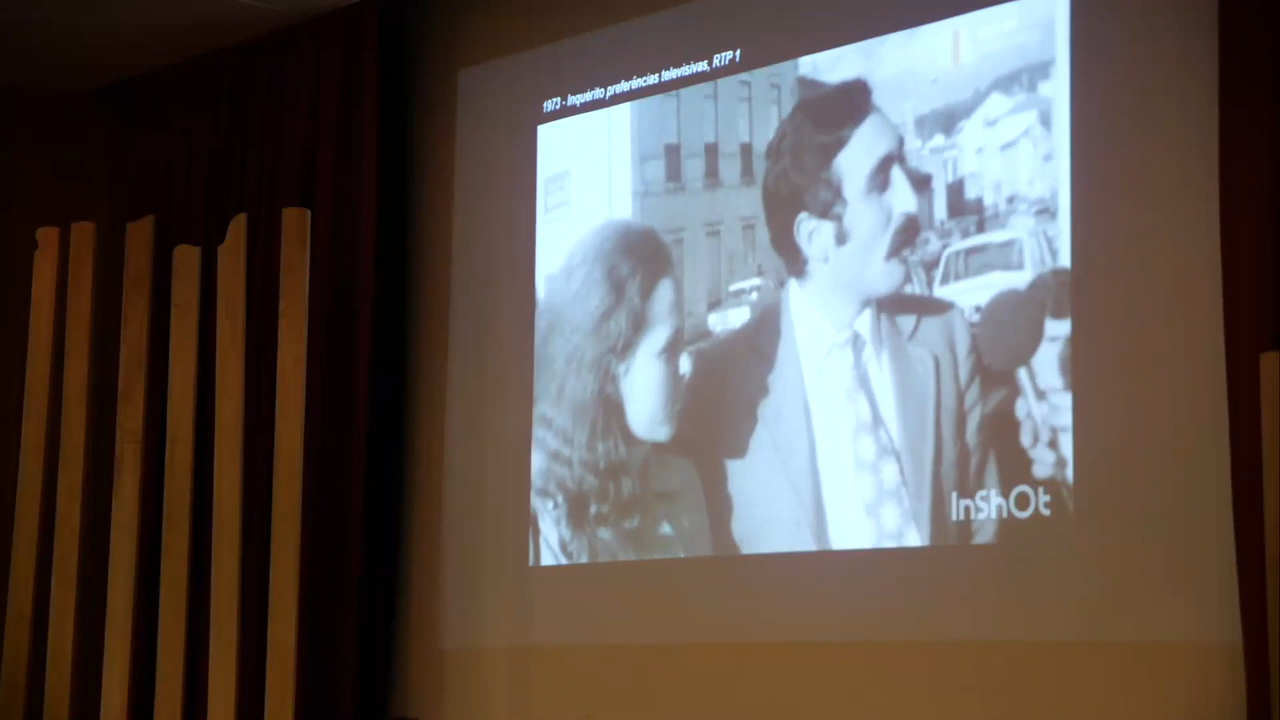 1973 - Inquérito preferências televisivas, RTP 1
InShOt